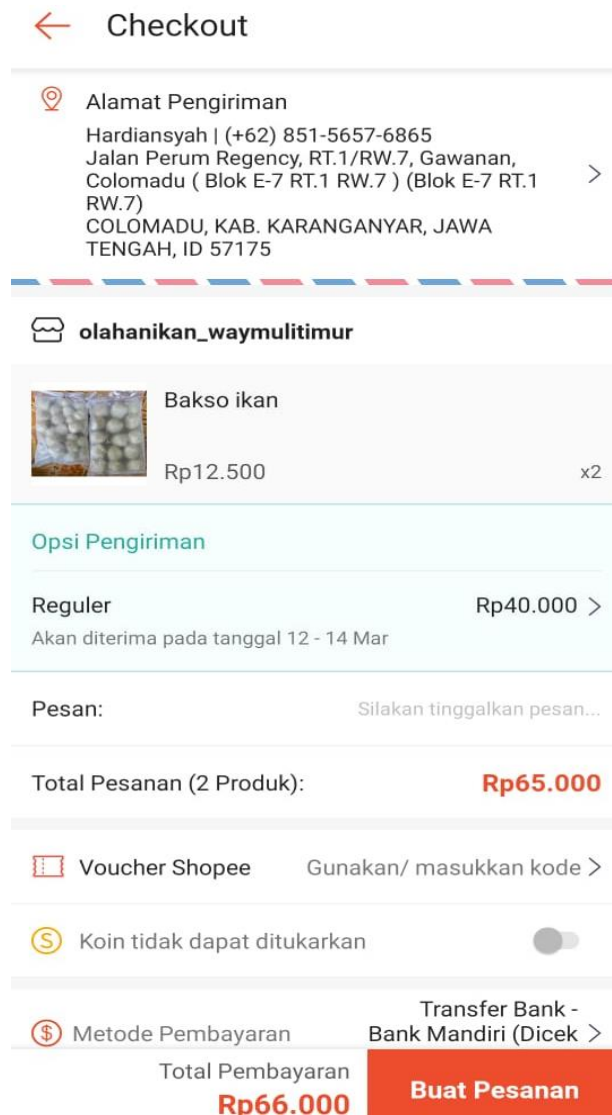 Checkout
Alamat Pengiriman
Hardiansyah | (+62) 851-5657-6865
Jalan Perum Regency, RT.1/RW.7, Gawanan,
Colomadu ( Blok E-7 RT.1 RW.7 ) (Blok E-7 RT.1
RW.7)
COLOMADU, KAB. KARANGANYAR, JAWA
TENGAH, ID 57175
olahanikan_waymulitimur
Bakso ikan
Rp12.500 x2
Opsi Pengiriman
Reguler Rp40.000
Akan diterima pada tanggal 12 - 14 Mar
Pesan: Silakan tinggalkan pesan...
Total Pesanan (2 Produk): Rp65.000
Voucher Shopee Gunakan/ masukkan kode
Koin tidak dapat ditukarkan
Transfer Bank -
Metode Pembayaran Bank Mandiri (Dicek
Total Pembayaran
Rp66.000 Buat Pesanan